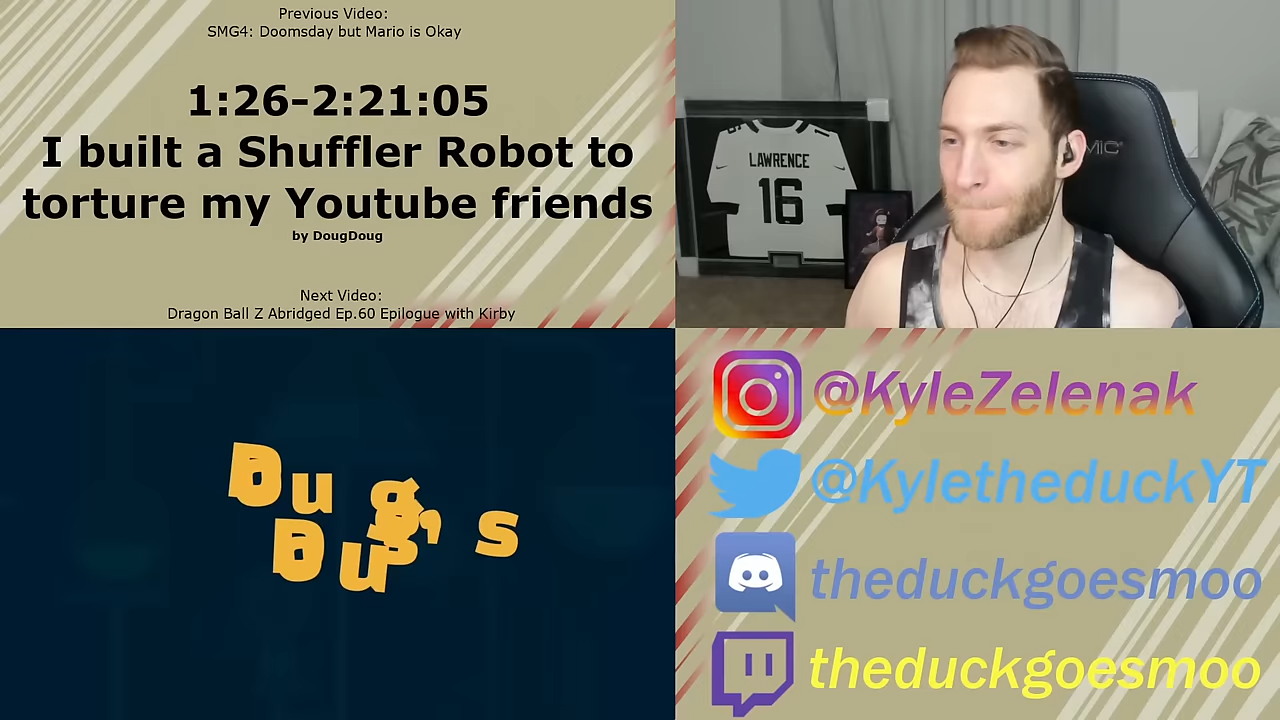 Previous Video:
SMG4: Doomsday but Mario is Okay
1:26-2:21:05
I built a Shuffler Robot to
torture my Youtube friends
by DougDoug
Next Video:
Dragon Ball Z Abridged Ep.60 Epilogue with Kirby
LAWRENCE
16
@KyleZelenak
@KyletheduckYT
theduckgoesmoo
theduckgoesmoo